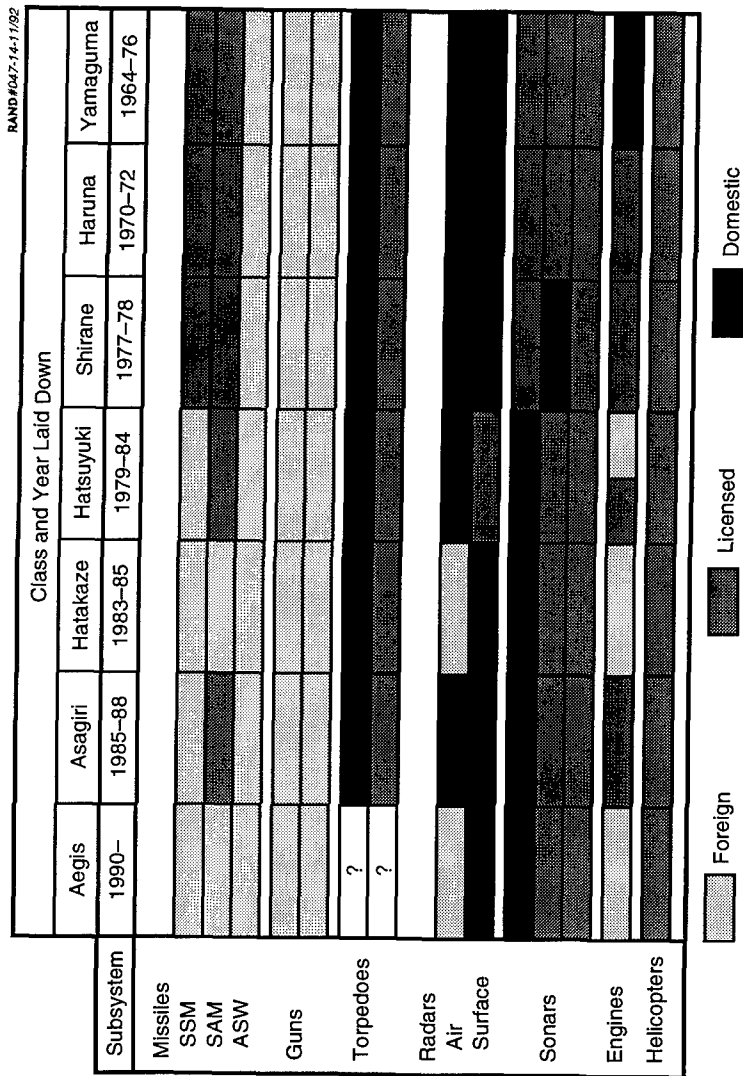 RAND#047-14-11/92
Class and Year Laid Down
Aegis Asagiri Hatakaze Hatsuyuki Shirane Haruna Yamaguma
Subsystem 1990– 1985–88 1983–85 1979–84 1977–78 1970–72 1964–76
Missiles
SSM
SAM
ASW
Guns
Torpedoes ?
?
Radars
Air
Surface
Sonars
Engines
Helicopters
Foreign Licensed Domestic